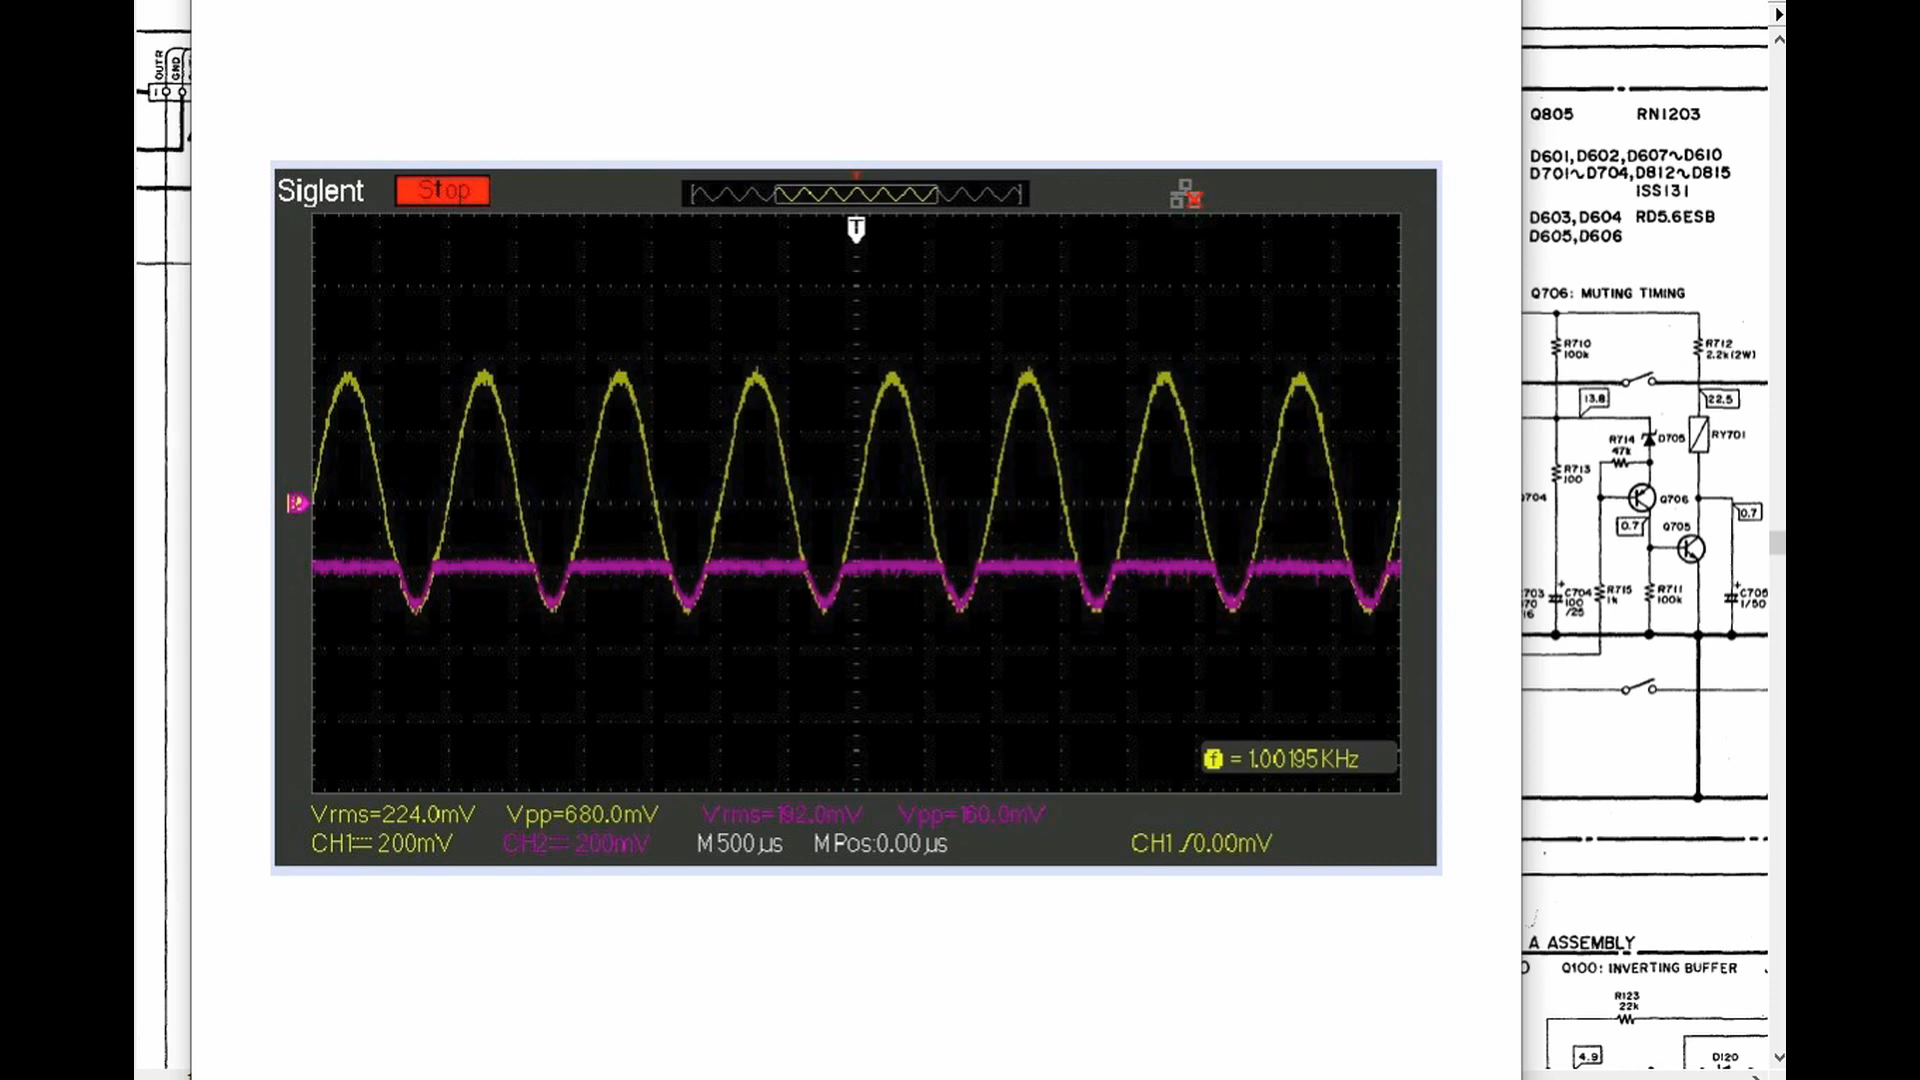 OUTR
GND
1
Siglent
Stop
T
f = 1.00195KHz
Vrms=224.0mV Vpp=680.0mV Vrms=192.0mV Vpp=160.0mV
CH1 200mV CH2 200mV M 500µs M Pos:0.00µs CH1 /0.00mV
Q805 RN1203
D601,D602,D607~D610
D701~D704,D812~D815
ISS131
D603,D604 RD5.6ESB
D605,D606
Q706: MUTING TIMING
R710
100k
R712
2.2k(2W)
13.8
22.5
R714
47k
D705
RY701
R713
100
Q706
0.7
0.7
Q705
C704
100
/25
R715
1k
R711
100k
1/50
A ASSEMBLY
Q100: INVERTING BUFFER
R123
22k
4.9
D120